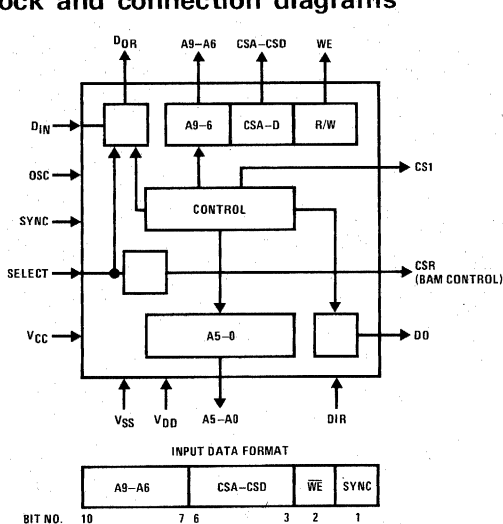 ock and connection diagrams
DOR A9–A6 CSA–CSD WE
DIN A9–6 CSA–D R/W
OSC CS1
CONTROL
SYNC
SELECT CSR
(BAM CONTROL)
VCC A5–0 DO
VSS VDD A5–A0 DIR
INPUT DATA FORMAT
A9–A6 CSA–CSD WE SYNC
BIT NO. 10 7 6 3 2 1